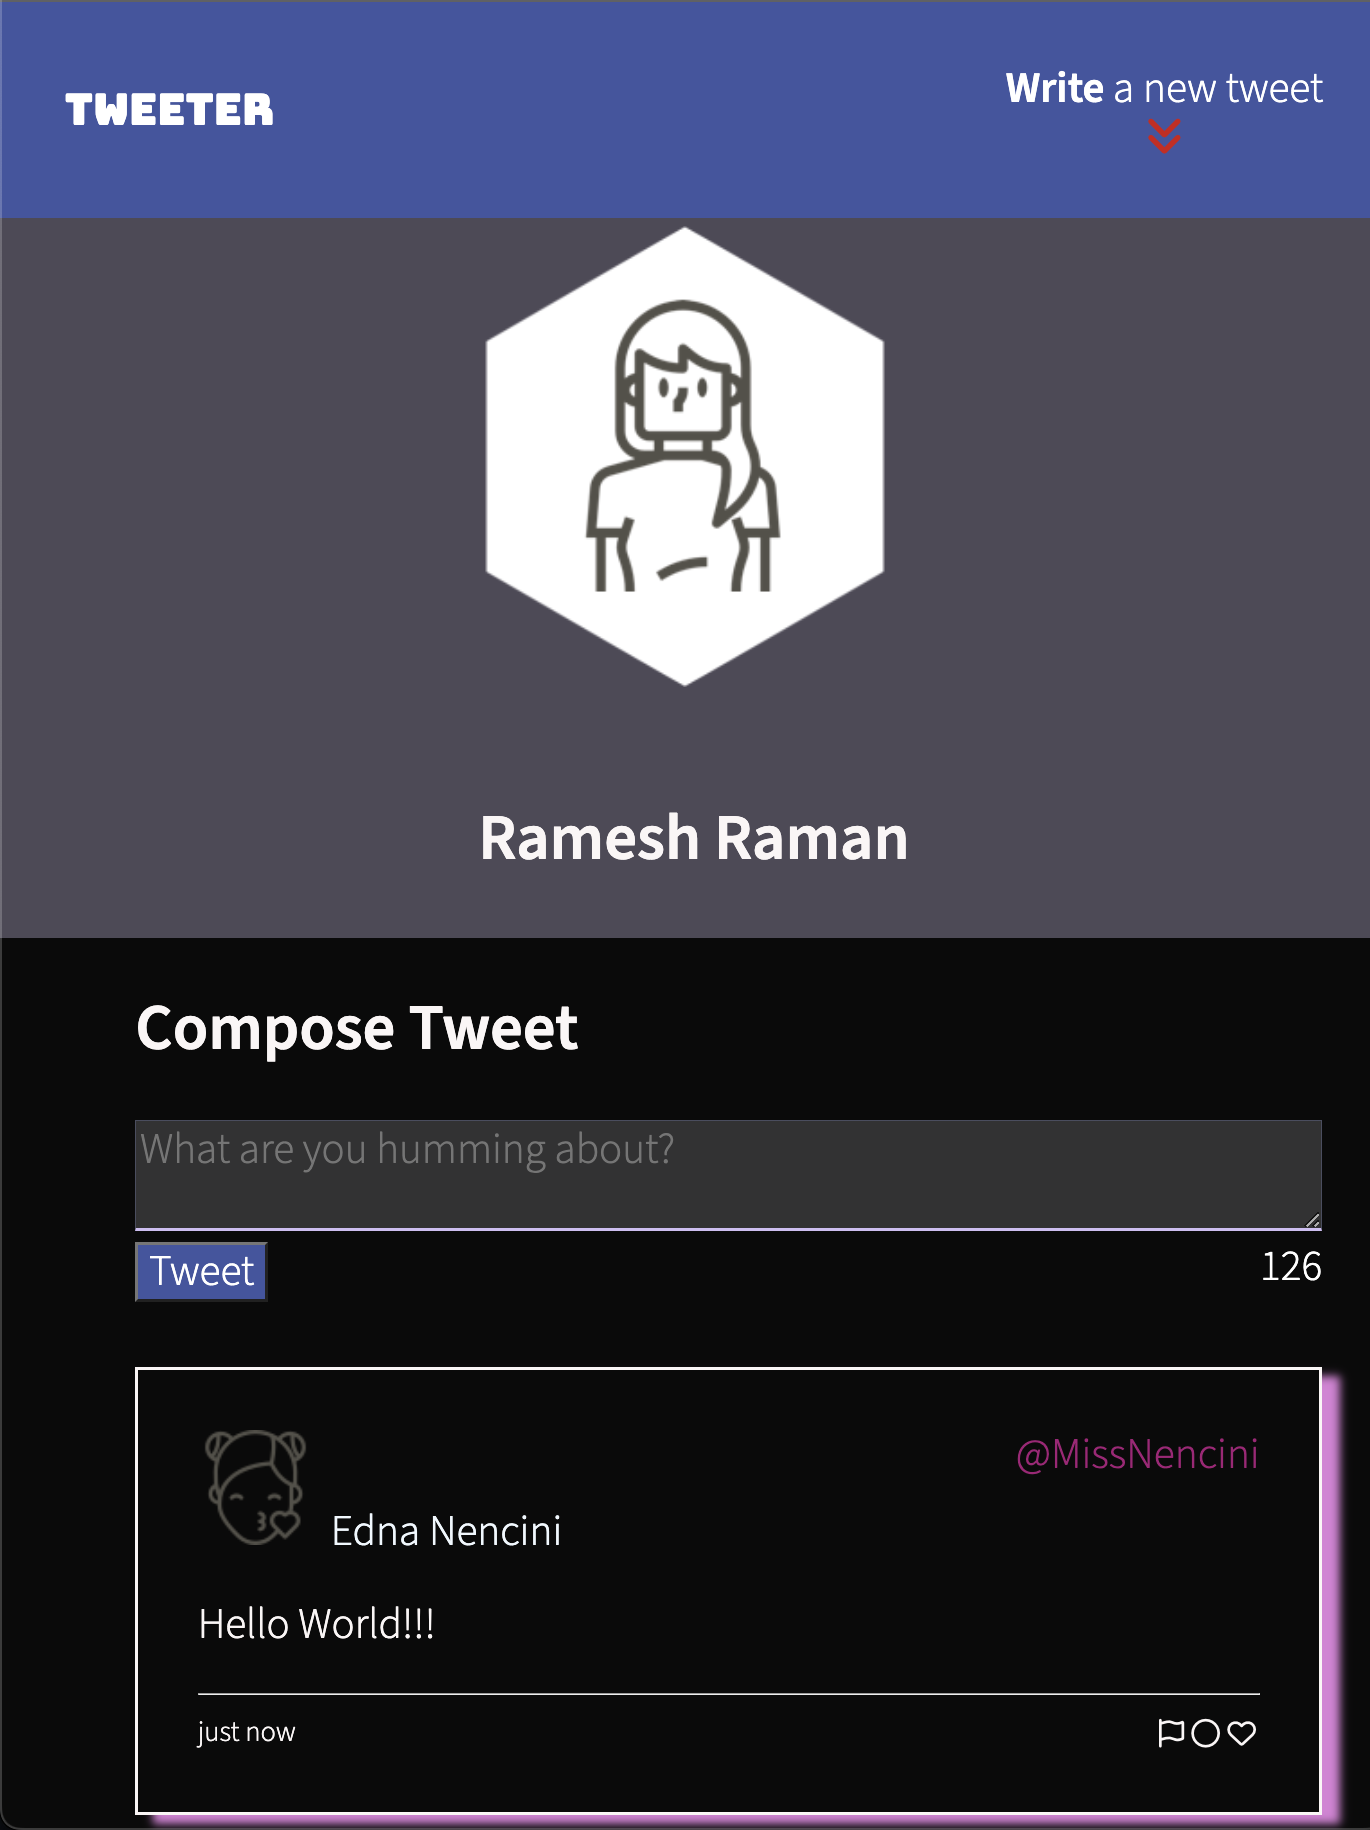 TWEETER
Write a new tweet
Ramesh Raman
Compose Tweet
What are you humming about?
Tweet
126
@MissNencini
Edna Nencini
Hello World!!!
just now